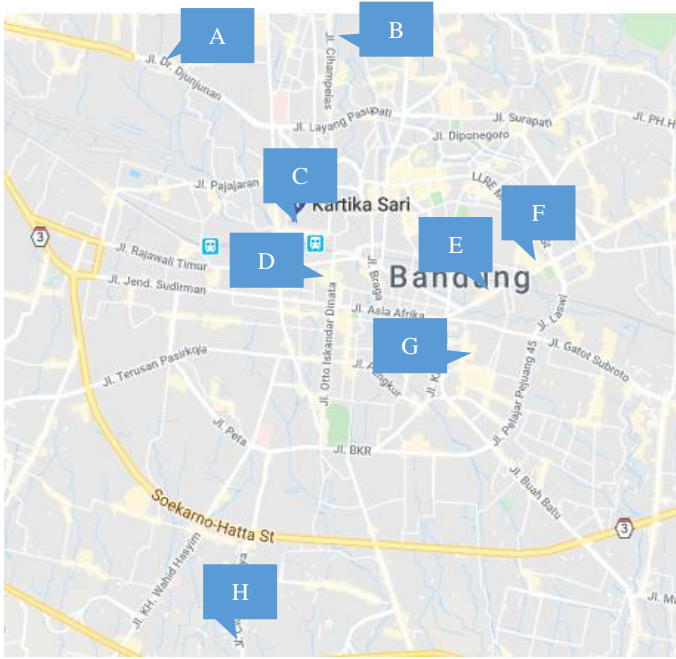 A
B
Jl. Dr. Djunjunan
Jl. Cihampelas
Jl. Layang Pasupati
Jl. Surapati
Jl. PH.H
Jl. Diponegoro
C
Jl. Pajajaran
LLRE M
Kartika Sari
F
3
E
Jl. Rajawali Timur
D
Jl. Braga
Bandung
Jl. Jend. Sudirman
Jl. Asia Afrika
Jl. Laswi
Jl. Otto Iskandar Dinata
G
Jl. Gatot Subroto
Jl. Terusan Pasirkoja
Jl. K
Jl. Pelajar Pejuang 45
Jl. Peta
Jl. BKR
Jl. Buah Batu
Soekarno-Hatta St
3
Jl. KH. Wahid Hasyim
H
Jl. Ma